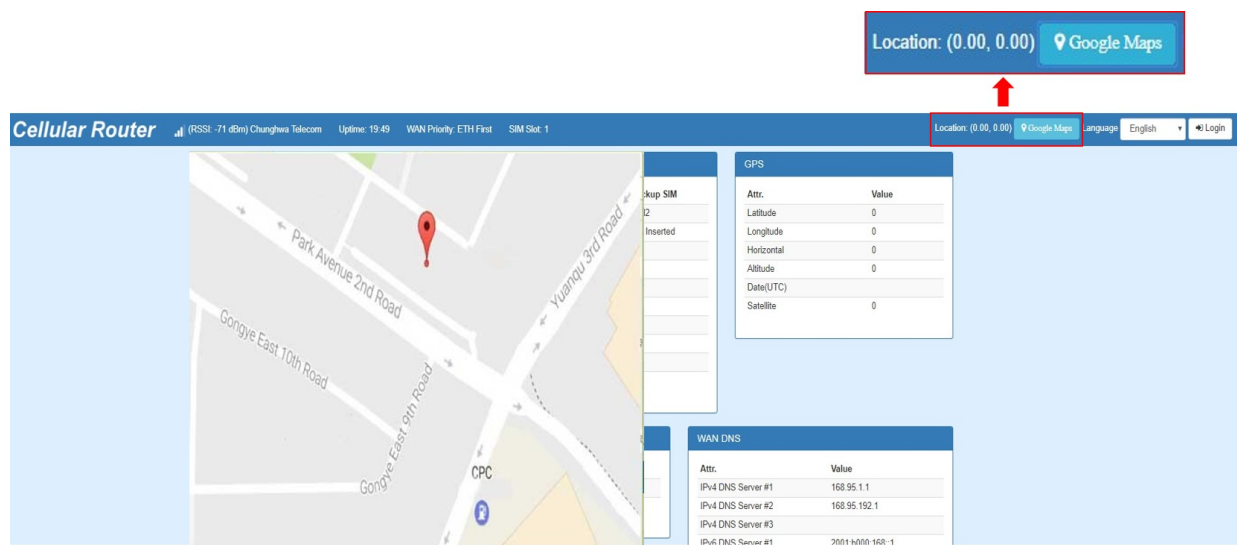 Location: (0.00, 0.00) Google Maps
Cellular Router (RSSI: -71 dBm) Chunghwa Telecom Uptime: 19:49 WAN Priority: ETH First SIM Slot: 1 Location: (0.00, 0.00) Google Maps Language English Login
GPS
ckup SIM
Inserted
Attr. Value
Latitude 0
Longitude 0
Horizontal 0
Altitude 0
Date(UTC)
Satellite 0
Park Avenue 2nd Road
Yuanqu 3rd Road
Gongye East 10th Road
Gongye East 9th Road
CPC
WAN DNS
Attr. Value
IPv4 DNS Server #1 168.95.1.1
IPv4 DNS Server #2 168.95.192.1
IPv4 DNS Server #3
IPv6 DNS Server #1 2001:b000:168::1